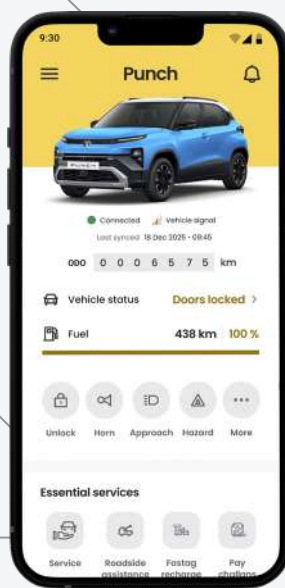 9:30
Punch
PUNCH
Connected Vehicle signal
Last synced 18 Dec 2025 - 09:45
ODO 0 0 0 6 5 7 5 km
Vehicle status Doors locked >
Fuel 438 km 100 %
Unlock Horn Approach Hazard More
Essential services
Service Roadside assistance Fastag recharge Pay challans